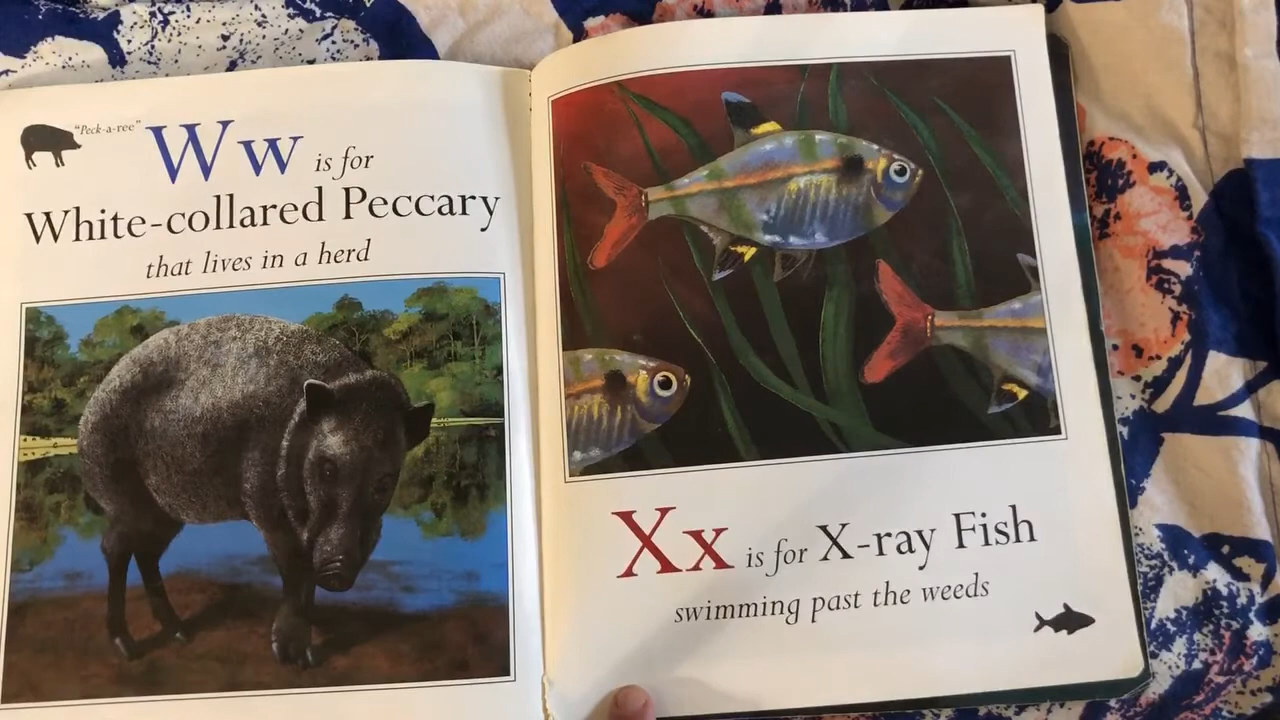 "Peck-a-ree"
Ww is for
White-collared Peccary
that lives in a herd
Xx is for X-ray Fish
swimming past the weeds